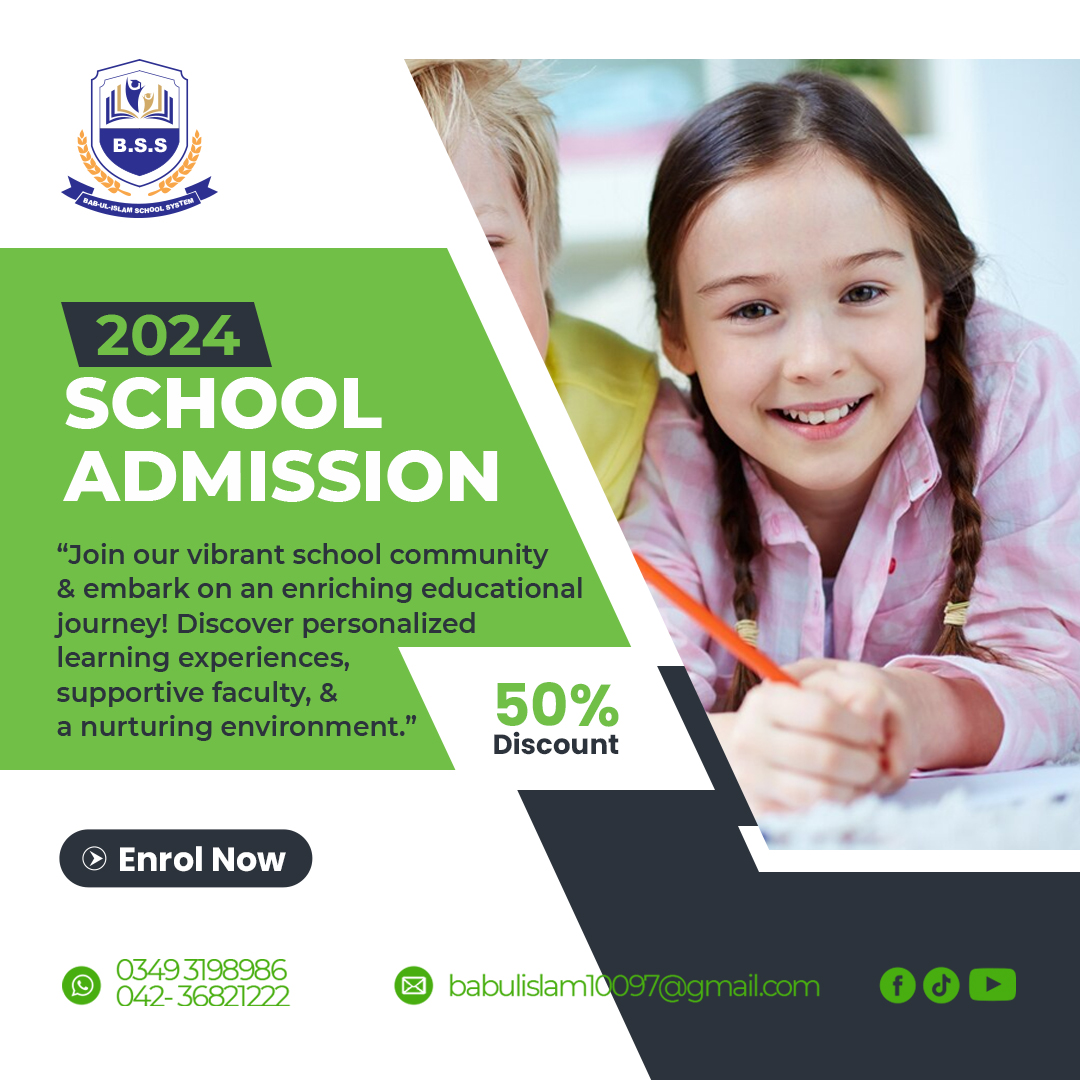 B.S.S
BAB-UL-ISLAM SCHOOL SYSTEM
2024
SCHOOL
ADMISSION
“Join our vibrant school community
& embark on an enriching educational
journey! Discover personalized
learning experiences,
supportive faculty, &
a nurturing environment.”
50%
Discount
Enrol Now
0349 3198986
042- 36821222
babulislam10097@gmail.com